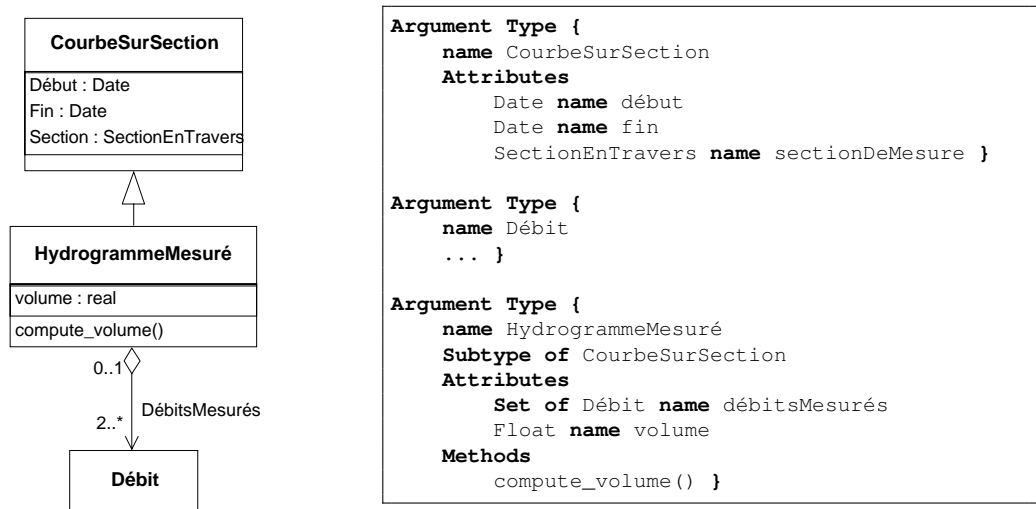 CourbeSurSection
Début : Date
Fin : Date
Section : SectionEnTravers
HydrogrammeMesuré
volume : real
compute_volume()
0..1
DébitsMesurés
2..*
Débit
Argument Type {
name CourbeSurSection
Attributes
Date name début
Date name fin
SectionEnTravers name sectionDeMesure }
Argument Type {
name Débit
... }
Argument Type {
name HydrogrammeMesuré
Subtype of CourbeSurSection
Attributes
Set of Débit name débitsMesurés
Float name volume
Methods
compute_volume() }